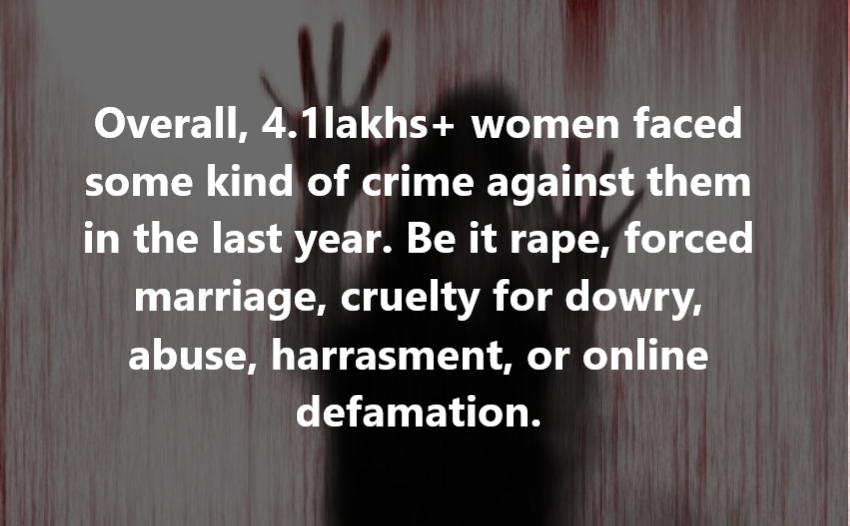 Overall, 4.1lakhs+ women faced
some kind of crime against them
in the last year. Be it rape, forced
marriage, cruelty for dowry,
abuse, harrasment, or online
defamation.